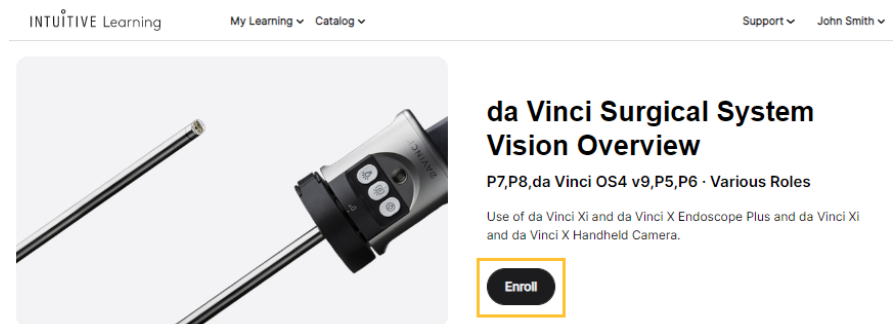 INTUITIVE Learning My Learning Catalog Support John Smith
da Vinci Surgical System
Vision Overview
P7,P8,da Vinci OS4 v9,P5,P6 · Various Roles
Use of da Vinci Xi and da Vinci X Endoscope Plus and da Vinci Xi
and da Vinci X Handheld Camera.
Enroll
DAVINCI